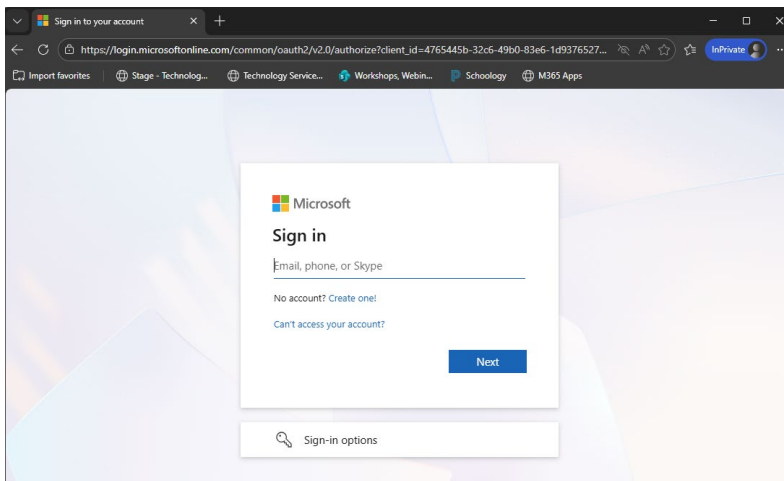 Sign in to your account
https://login.microsoftonline.com/common/oauth2/v2.0/authorize?client_id=4765445b-32c6-49b0-83e6-1d9376527...
InPrivate
Import favorites
Stage - Technolog...
Technology Service...
Workshops, Webin...
Schoology
M365 Apps
Microsoft
Sign in
Email, phone, or Skype
No account? Create one!
Can't access your account?
Next
Sign-in options